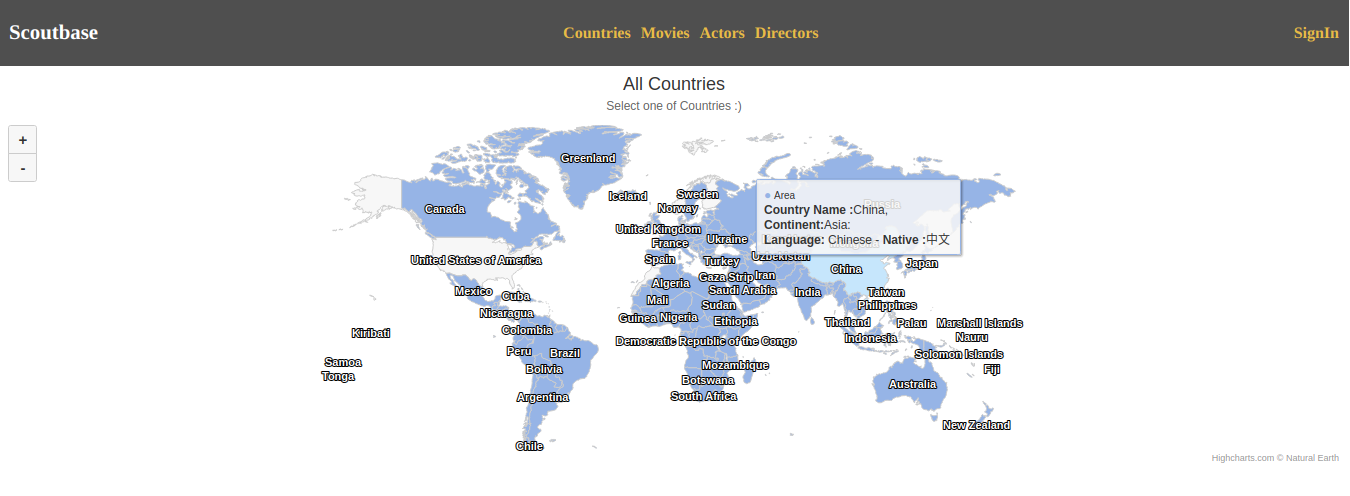 Scoutbase
Countries Movies Actors Directors
SignIn
All Countries
Select one of Countries :)
+
-
Greenland
Iceland
Sweden
Canada
Norway
United Kingdom
France
Ukraine
United States of America
Spain
Turkey
Uzbekistan
Area
Country Name :China,
Continent:Asia:
Language: Chinese - Native :中文
Russia
China
Japan
Gaza Strip
Iran
Mexico
Cuba
Algeria
Saudi Arabia
India
Taiwan
Mali
Sudan
Philippines
Nicaragua
Guinea
Nigeria
Ethiopia
Thailand
Palau
Marshall Islands
Kiribati
Colombia
Democratic Republic of the Congo
Indonesia
Nauru
Peru
Brazil
Solomon Islands
Samoa
Bolivia
Mozambique
Fiji
Tonga
Botswana
Australia
Argentina
South Africa
New Zealand
Chile
Highcharts.com © Natural Earth